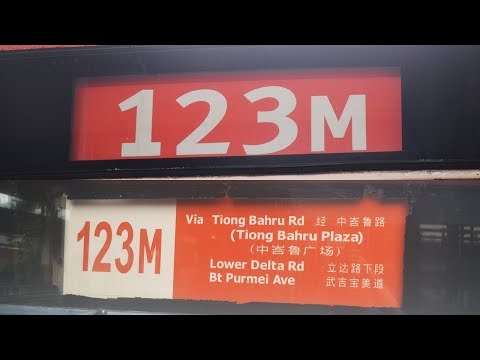 123M
123M
Via Tiong Bahru Rd 经 中峇鲁路
(Tiong Bahru Plaza)
(中峇鲁广场)
Lower Delta Rd 立达路下段
Bt Purmei Ave 武吉宝美道